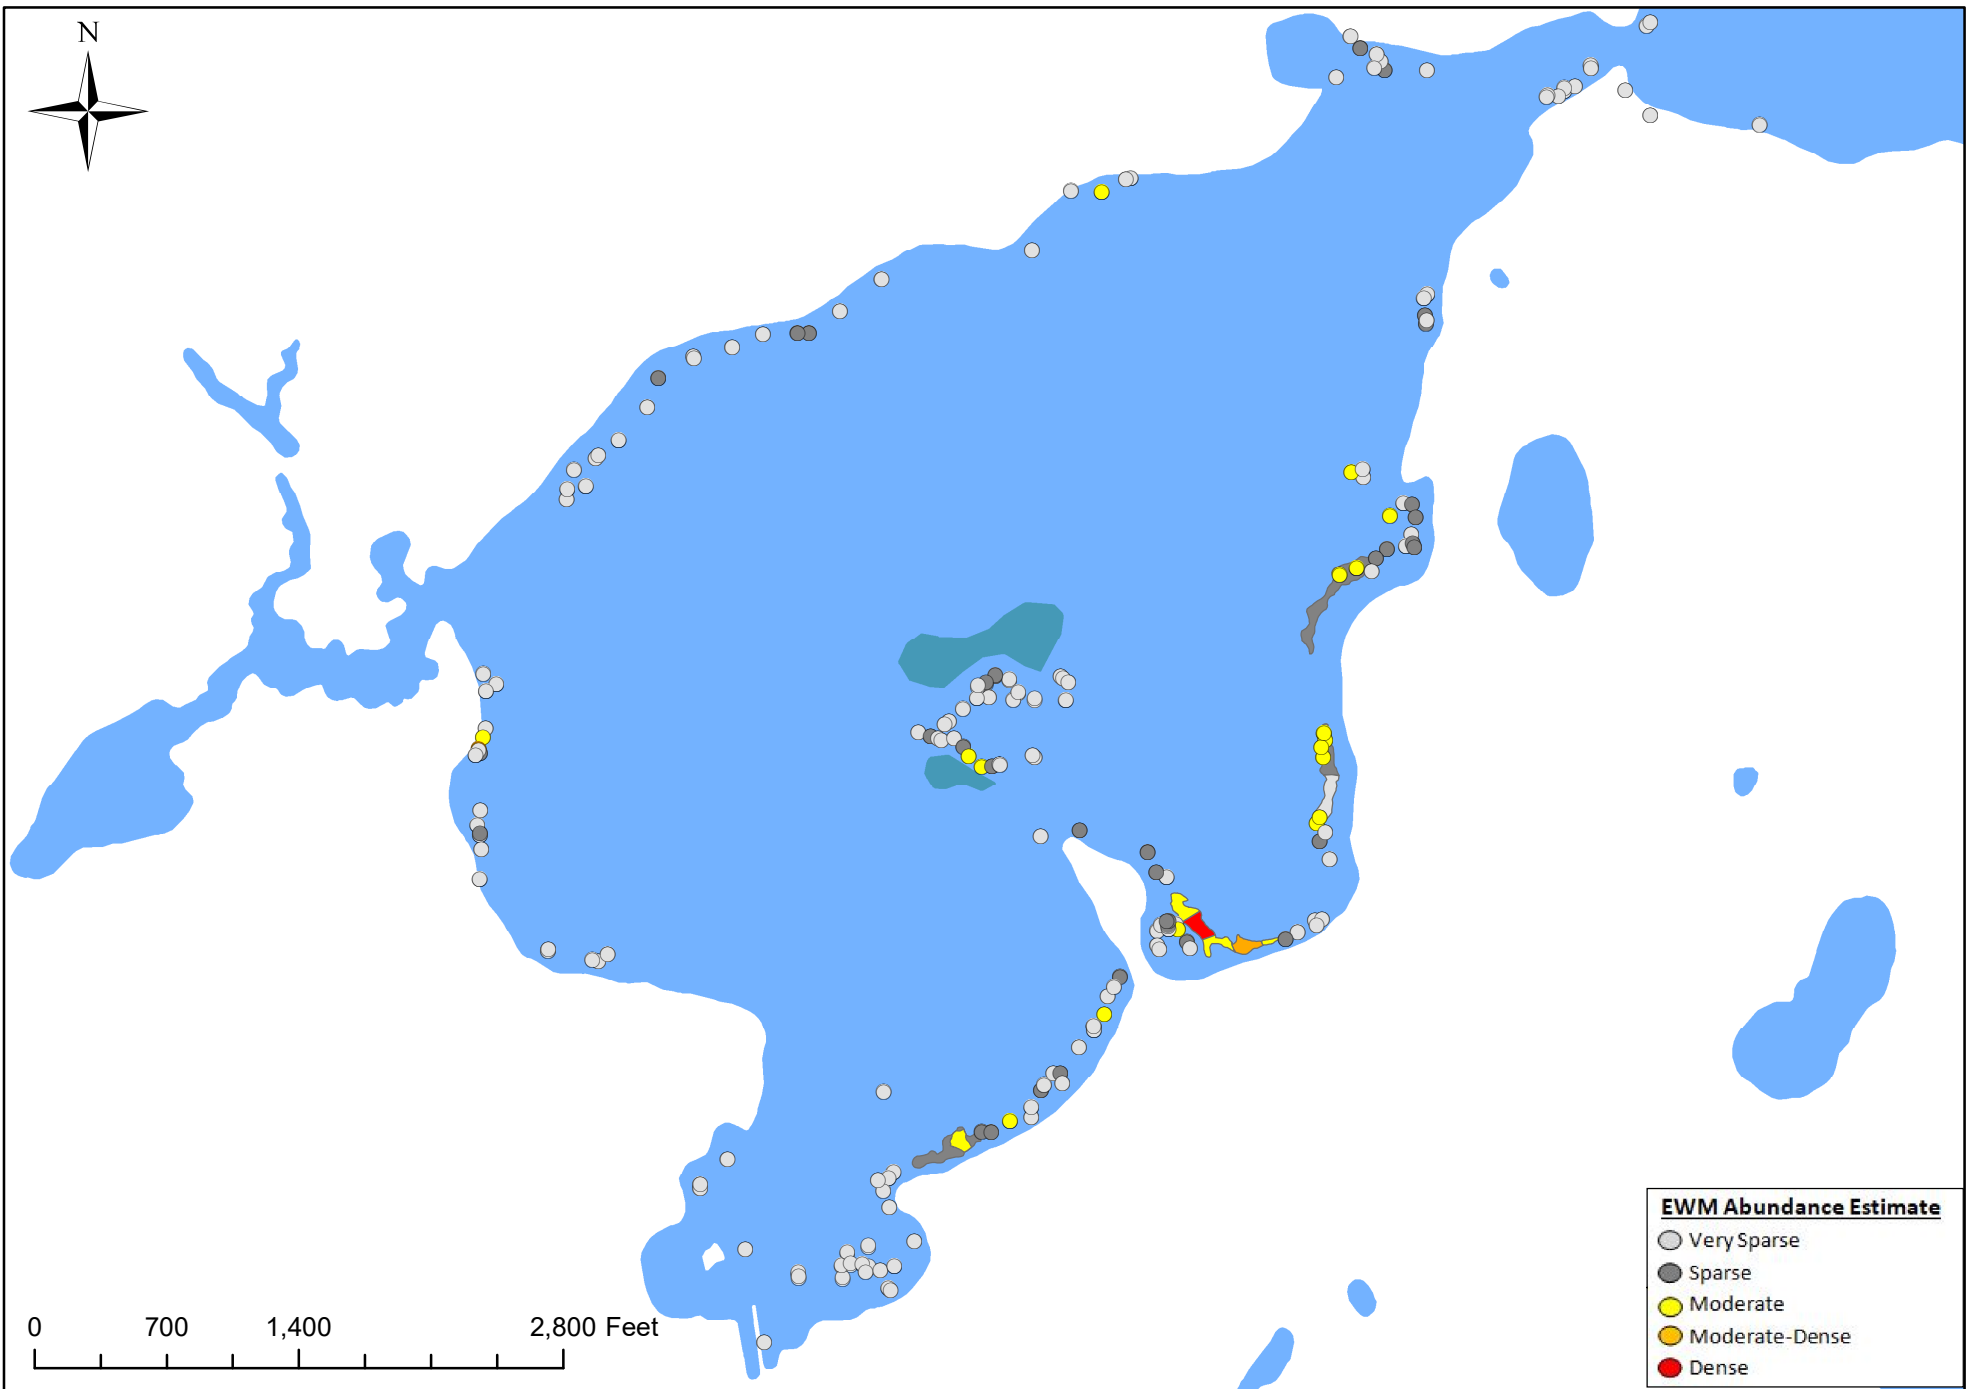 N
0 700 1,400 2,800 Feet
EWM Abundance Estimate
Very Sparse
Sparse
Moderate
Moderate-Dense
Dense